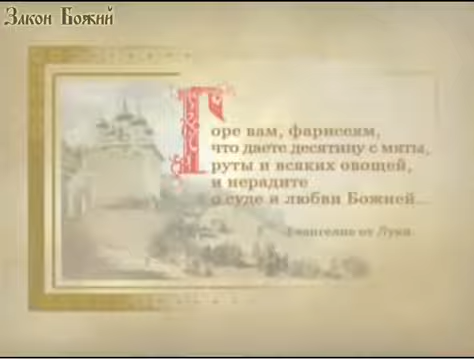 Закон Божий
Горе вам, фарисеям,
что даете десятину с мяты,
руты и всяких овощей,
и нерадите
о суде и любви Божией...
Евангелие от Луки